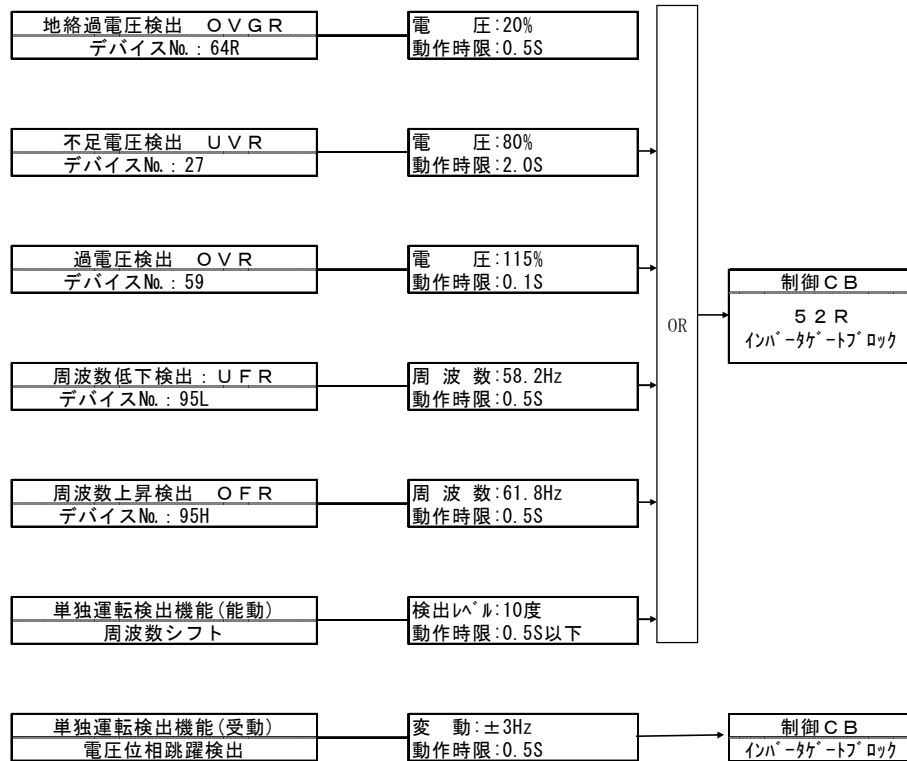 地絡過電圧検出　ＯＶＧＲ
デバイス№：64R
電　　圧:20%
動作時限:0.5S
不足電圧検出　ＵＶＲ
デバイス№：27
電　　圧:80%
動作時限:2.0S
過電圧検出　ＯＶＲ
デバイス№：59
電　　圧:115%
動作時限:0.1S
周波数低下検出：ＵＦＲ
デバイス№：95L
周 波 数:58.2Hz
動作時限:0.5S
周波数上昇検出　ＯＦＲ
デバイス№：95H
周 波 数:61.8Hz
動作時限:0.5S
単独運転検出機能(能動)
周波数シフト
検出ﾚﾍﾞﾙ:10度
動作時限:0.5S以下
OR
制御ＣＢ
５２Ｒ
ｲﾝﾊﾞｰﾀｹﾞｰﾄﾌﾞﾛｯｸ
単独運転検出機能(受動)
電圧位相跳躍検出
変　動:±3Hz
動作時限:0.5S
制御ＣＢ
ｲﾝﾊﾞｰﾀｹﾞｰﾄﾌﾞﾛｯｸ